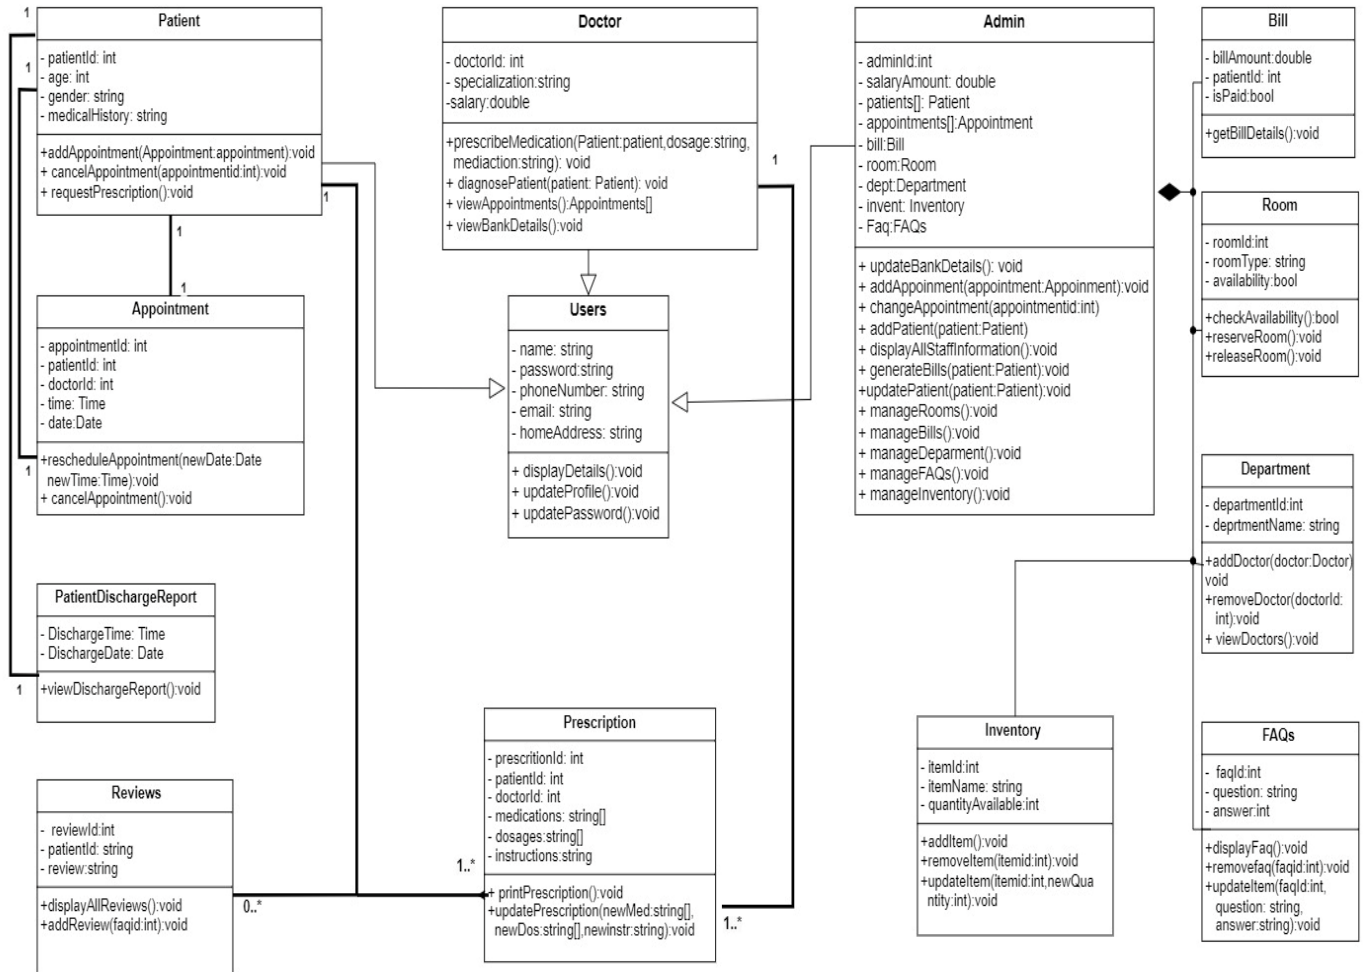 1
Patient
- patientId: int
1
- age: int
- gender: string
- medicalHistory: string
+addAppointment(Appointment:appointment):void
+ cancelAppointment(appointmentid:int):void
+ requestPrescription():void
1
1
1
Doctor
- doctorId: int
- specialization:string
-salary:double
+prescribeMedication(Patient:patient,dosage:string,
mediaction:string): void
+ diagnosePatient(patient: Patient): void
+ viewAppointments():Appointments[]
+ viewBankDetails():void
1
Admin
- adminId:int
- salaryAmount: double
- patients[]: Patient
- appointments[]:Appointment
- bill:Bill
- room:Room
- dept:Department
- invent: Inventory
- Faq:FAQs
+ updateBankDetails(): void
+ addAppoinment(appointment:Appoinment):void
+ changeAppointment(appointmentid:int)
+ addPatient(patient:Patient)
+ displayAllStaffInformation():void
+ generateBills(patient:Patient):void
+updatePatient(patient:Patient):void
+ manageRooms():void
+ manageBills():void
+ manageDeparment():void
+ manageFAQs():void
+ manageInventory():void
Bill
- billAmount:double
- patientId: int
- isPaid:bool
+getBillDetails():void
Room
- roomId:int
- roomType: string
- availability:bool
+checkAvailability():bool
+reserveRoom():void
+releaseRoom():void
Appointment
- appointmentId: int
- patientId: int
- doctorId: int
- time: Time
- date:Date
+rescheduleAppointment(newDate:Date
newTime:Time):void
+ cancelAppointment():void
1
Users
- name: string
- password:string
- phoneNumber: string
- email: string
- homeAddress: string
+ displayDetails():void
+ updateProfile():void
+ updatePassword():void
Department
- departmentId:int
- deprtmentName: string
+addDoctor(doctor:Doctor)
void
+removeDoctor(doctorId:
int):void
+ viewDoctors():void
PatientDischargeReport
- DischargeTime: Time
- DischargeDate: Date
+viewDischargeReport():void
1
Prescription
- prescritionId: int
- patientId: int
- doctorId: int
- medications: string[]
- dosages:string[]
- instructions:string
+ printPrescription():void
+updatePrescription(newMed:string[],
newDos:string[],newinstr:string):void
1..*
1..*
Inventory
- itemId:int
- itemName: string
- quantityAvailable:int
+addItem():void
+removeItem(itemid:int):void
+updateItem(itemid:int,newQua
ntity:int):void
FAQs
- faqId:int
- question: string
- answer:int
+displayFaq():void
+removefaq(faqid:int):void
+updateItem(faqId:int,
question: string,
answer:string):void
Reviews
- reviewId:int
- patientId: string
- review:string
+displayAllReviews():void
+addReview(faqid:int):void
0..*